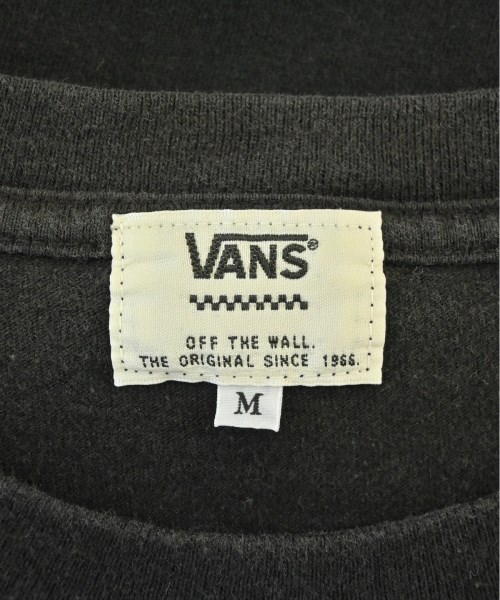 VANS®
OFF THE WALL.
THE ORIGINAL SINCE 1966.
M